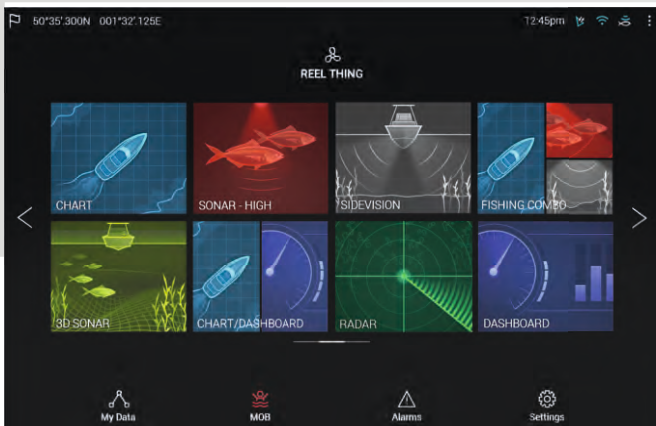 50°35'.300N 001°32'.125E 12:45pm
REEL THING
CHART SONAR - HIGH SIDEVISION FISHING COMBO
3D SONAR CHART/DASHBOARD RADAR DASHBOARD
My Data MOB Alarms Settings